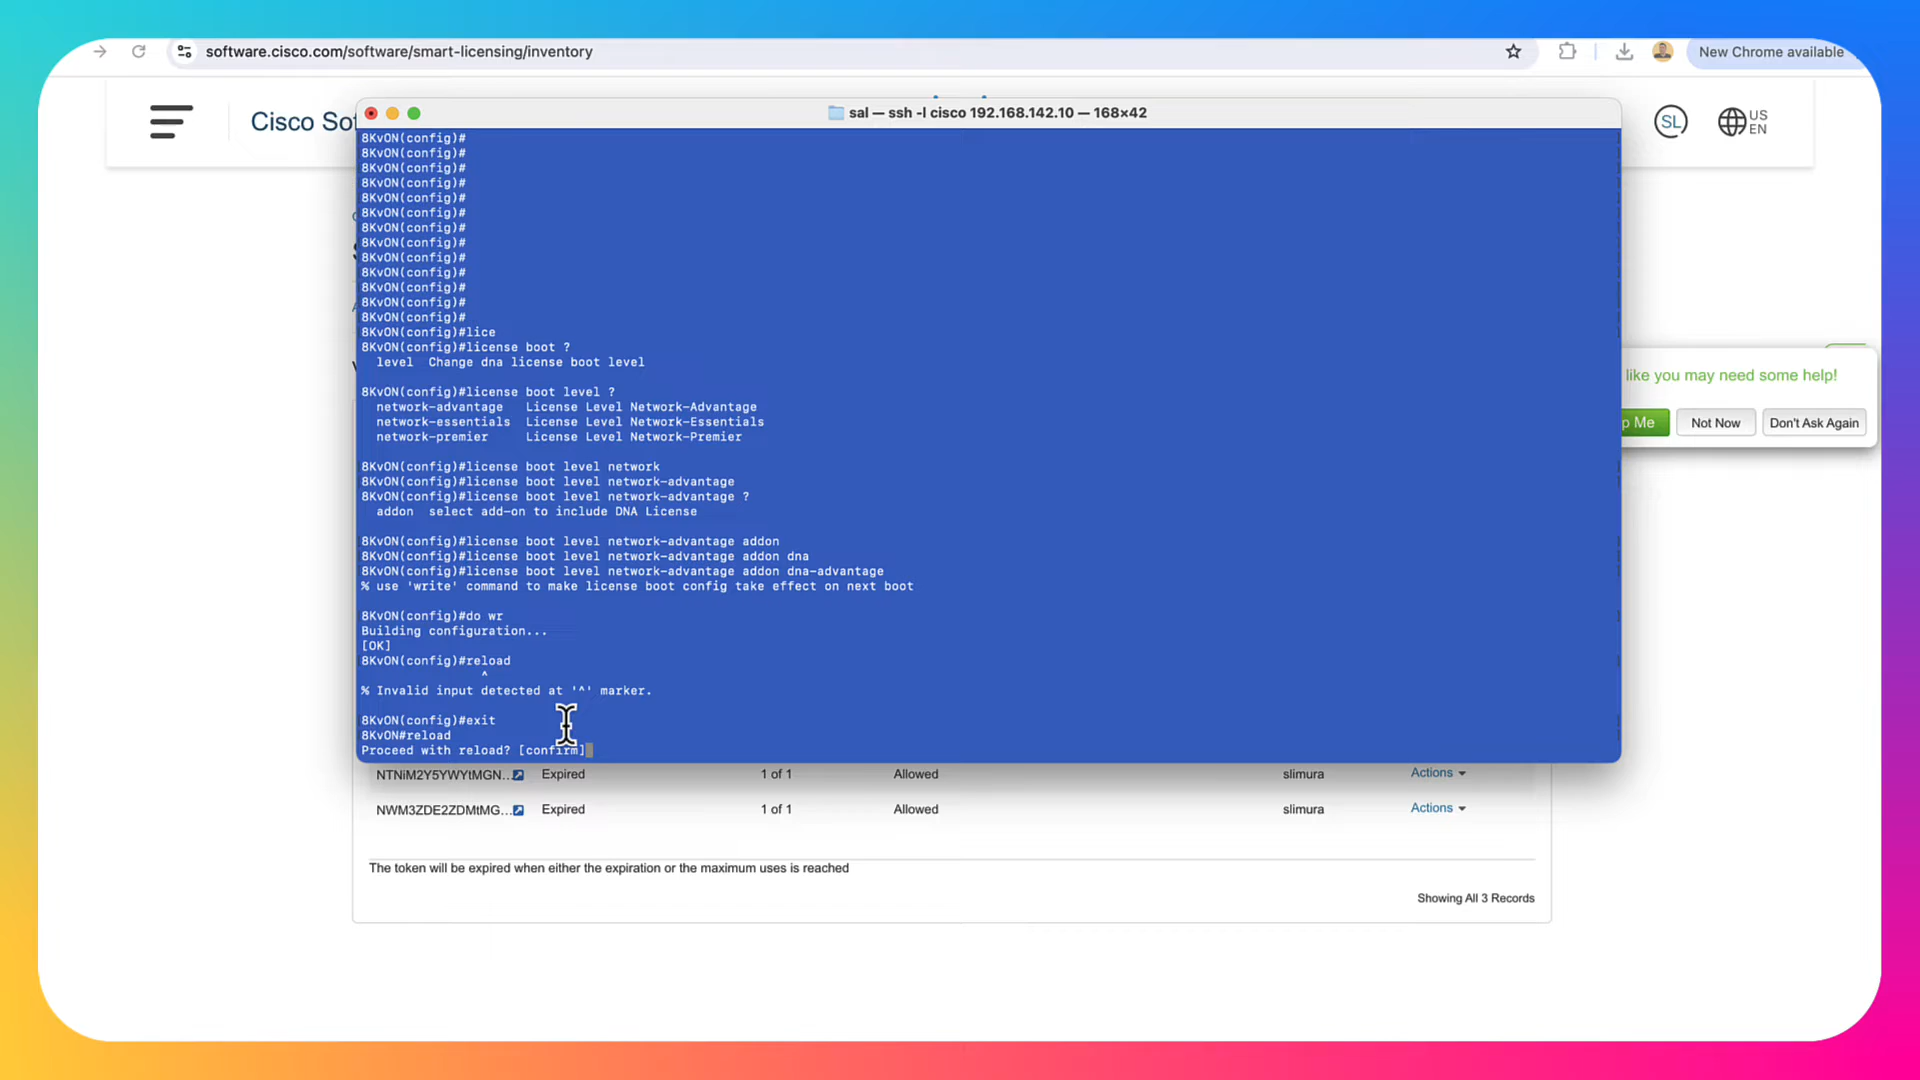 software.cisco.com/software/smart-licensing/inventory
New Chrome available
Cisco Sof
SL
US
EN
sal — ssh -l cisco 192.168.142.10 — 168×42
8KvON(config)#
8KvON(config)#
8KvON(config)#
8KvON(config)#
8KvON(config)#
8KvON(config)#
8KvON(config)#
8KvON(config)#
8KvON(config)#
8KvON(config)#
8KvON(config)#
8KvON(config)#
8KvON(config)#
8KvON(config)#lice
8KvON(config)#license boot ?
level  Change dna license boot level
8KvON(config)#license boot level ?
network-advantage   License Level Network-Advantage
network-essentials  License Level Network-Essentials
network-premier     License Level Network-Premier
8KvON(config)#license boot level network
8KvON(config)#license boot level network-advantage
8KvON(config)#license boot level network-advantage ?
addon  select add-on to include DNA License
8KvON(config)#license boot level network-advantage addon
8KvON(config)#license boot level network-advantage addon dna
8KvON(config)#license boot level network-advantage addon dna-advantage
% use 'write' command to make license boot config take effect on next boot
8KvON(config)#do wr
Building configuration...
[OK]
8KvON(config)#reload
^
% Invalid input detected at '^' marker.
8KvON(config)#exit
8KvON#reload
Proceed with reload? [confirm]
like you may need some help!
p Me
Not Now
Don't Ask Again
NTNiM2Y5YWYtMGN... Expired 1 of 1 Allowed slimura Actions
NWM3ZDE2ZDMtMG... Expired 1 of 1 Allowed slimura Actions
The token will be expired when either the expiration or the maximum uses is reached
Showing All 3 Records